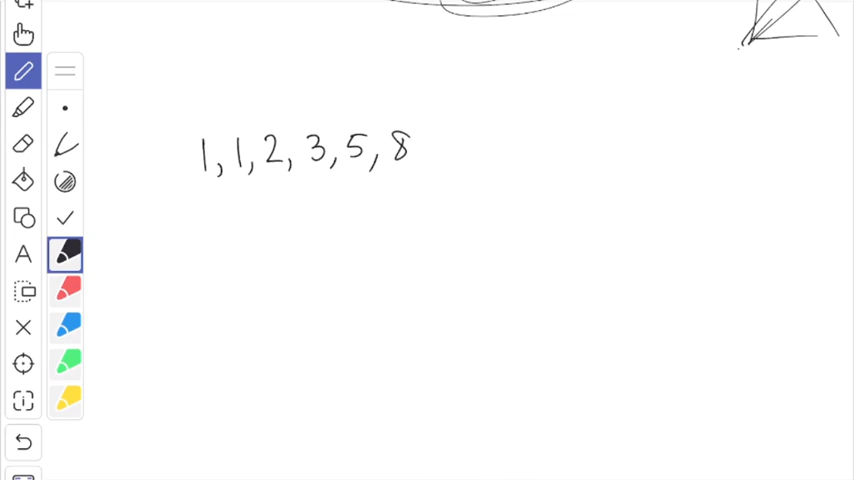 1, 1, 2, 3, 5, 8